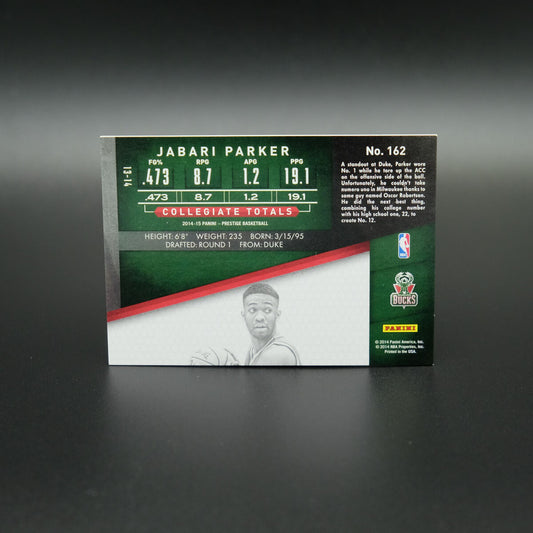 JABARI PARKER
FG% RPG APG PPG
13-14 .473 8.7 1.2 19.1
.473 8.7 1.2 19.1
COLLEGIATE TOTALS
2014-15 PANINI – PRESTIGE BASKETBALL
HEIGHT: 6'8" WEIGHT: 235 BORN: 3/15/95
DRAFTED: ROUND 1 FROM: DUKE
No. 162
A standout at Duke, Parker wore
No. 1 while he tore up the ACC
on the offensive side of the ball.
Unfortunately, he couldn't take
numero uno in Milwaukee thanks to
some guy named Oscar Robertson.
He did the next best thing,
combining his college number
with his high school one, 22, to
create No. 12.
NBA
BUCKS
PANINI
© 2014 Panini America, Inc.
© 2014 NBA Properties, Inc.
Printed in the USA.